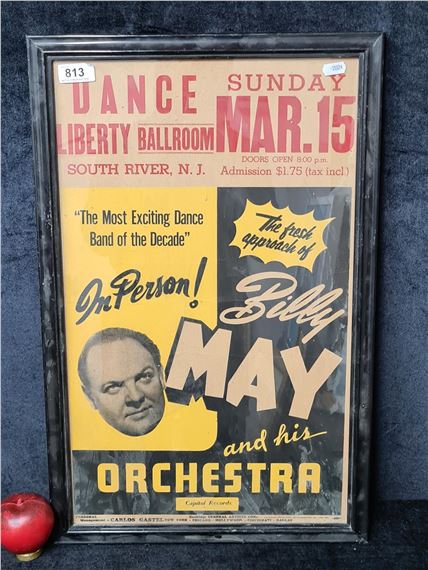 813
DANCE
LIBERTY BALLROOM
SOUTH RIVER, N. J.
SUNDAY
MAR. 15
DOORS OPEN 8:00 p.m.
Admission $1.75 (tax incl.)
"The Most Exciting Dance
Band of the Decade"
The fresh
approach of
In Person!
Billy
MAY
and his
ORCHESTRA
Capitol Records
CARLOS GASTEL